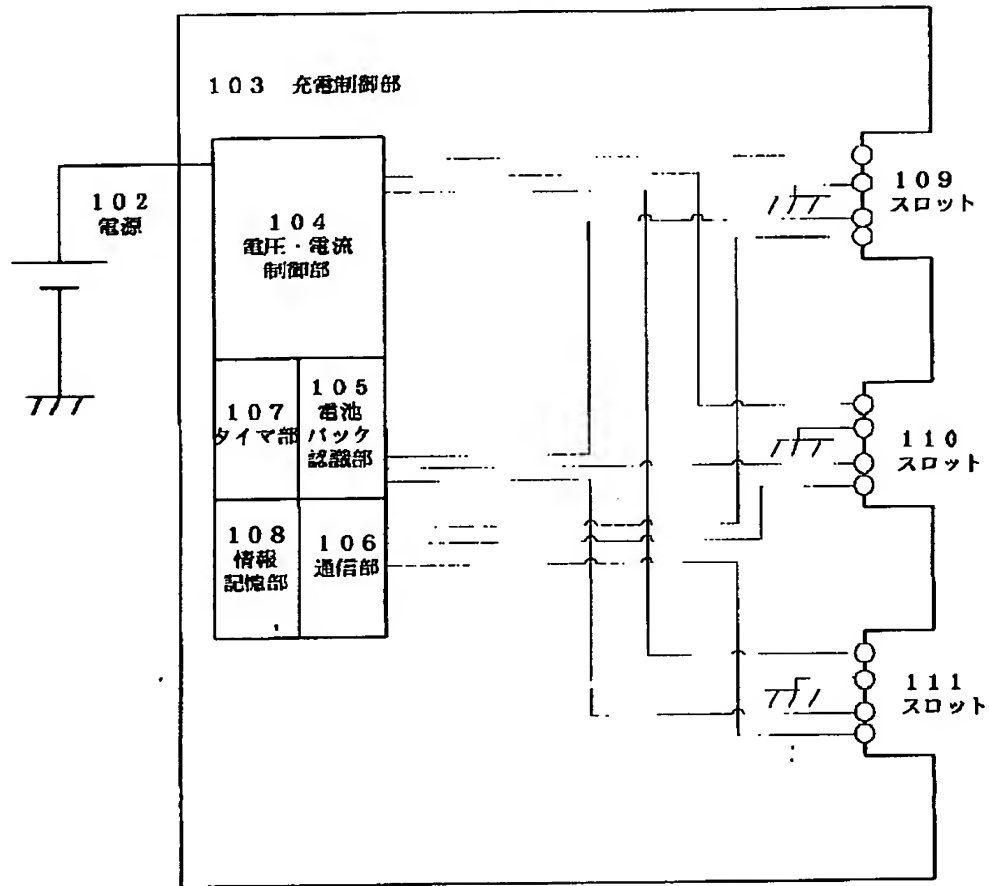 103 充電制御部
102
電源
104
電圧・電流
制御部
107
タイマ部
105
電池
パック
認識部
108
情報
記憶部
106
通信部
109
スロット
110
スロット
111
スロット